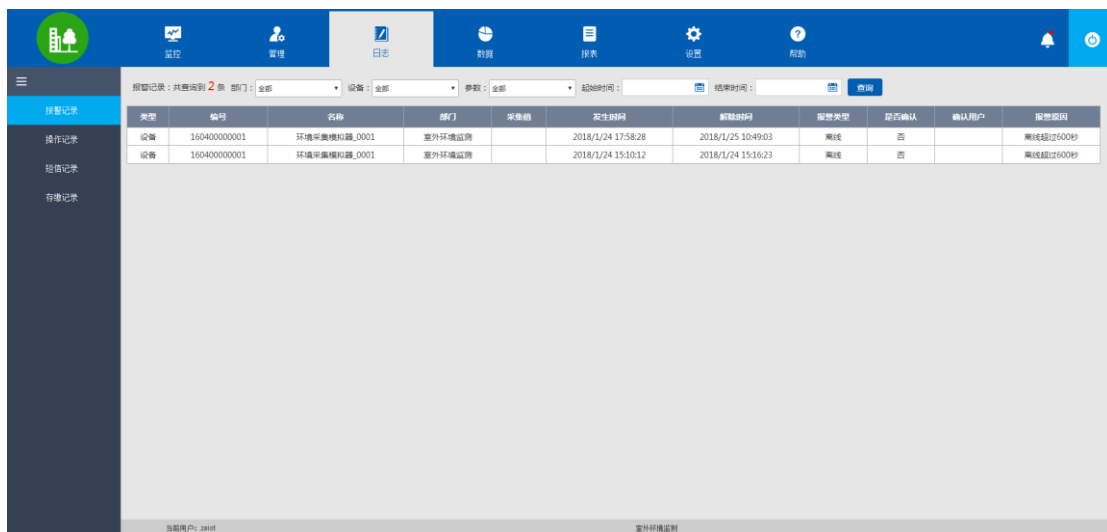 监控 管理 日志 数据 报表 设置 帮助
报警记录：共查询到 2 条 部门： 全部 设备： 全部 参数： 全部 起始时间： 结束时间： 查询
报警记录
操作记录
短信记录
存缴记录
类型 编号 名称 部门 采集值 发生时间 解除时间 报警类型 是否确认 确认用户 报警原因
设备 160400000001 环境采集模拟器_0001 室外环境监测 2018/1/24 17:58:28 2018/1/25 10:49:03 离线 否 离线超过600秒
设备 160400000001 环境采集模拟器_0001 室外环境监测 2018/1/24 15:10:12 2018/1/24 15:16:23 离线 否 离线超过600秒
当前用户： 室外环境监测